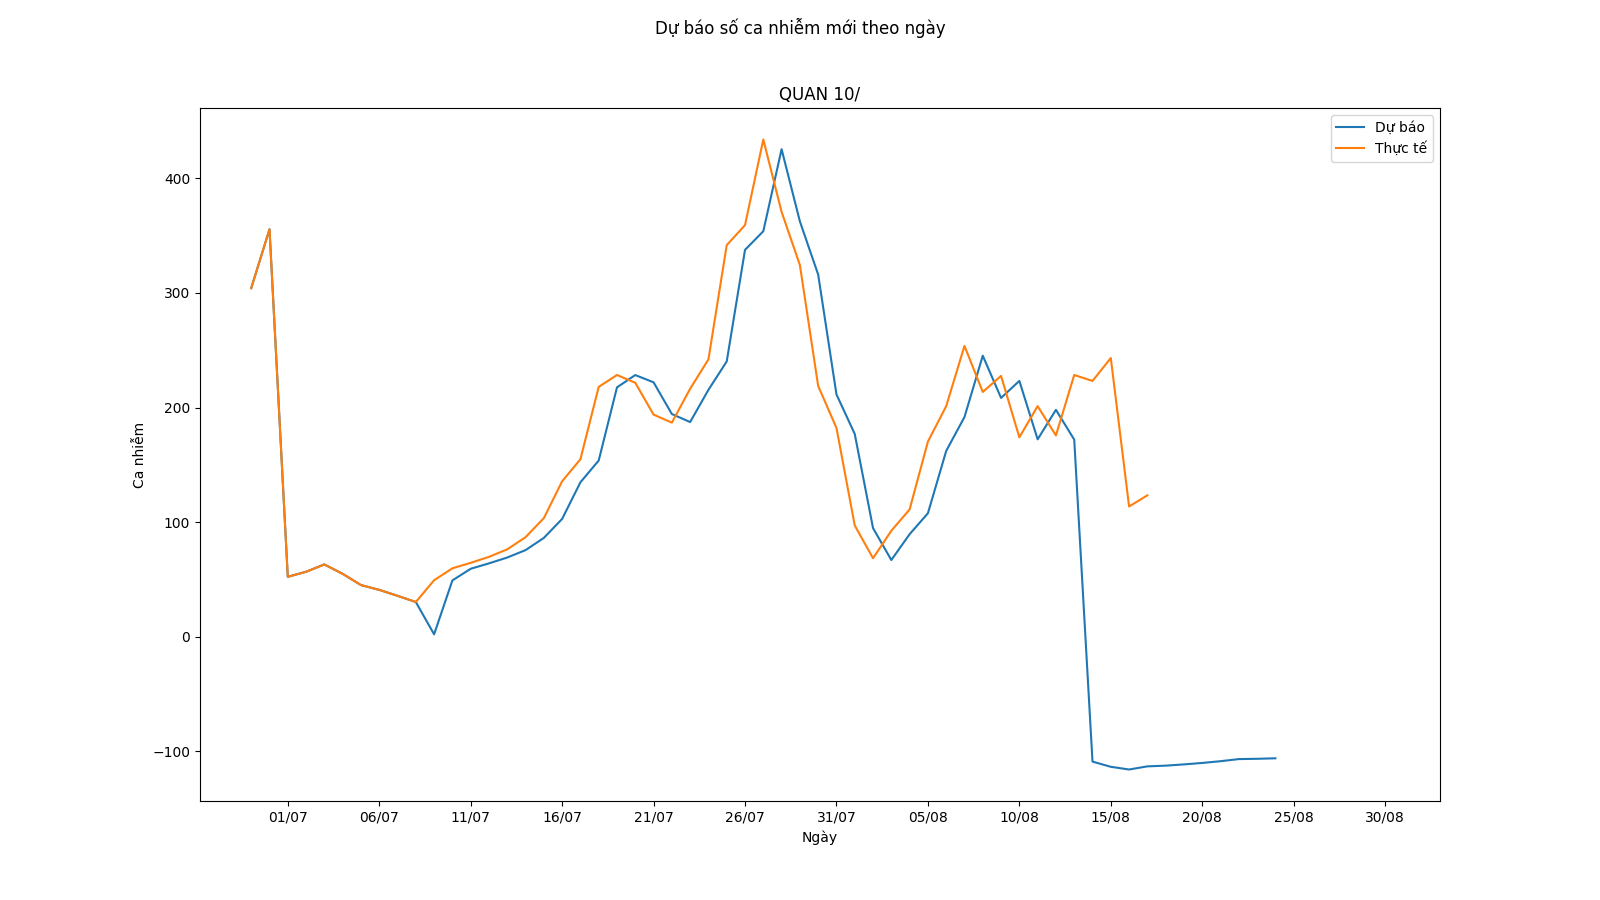 Dự báo số ca nhiễm mới theo ngày
QUAN 10/
Dự báo
Thực tế
400
300
200
100
0
−100
Ca nhiễm
01/07 06/07 11/07 16/07 21/07 26/07 31/07 05/08 10/08 15/08 20/08 25/08 30/08
Ngày